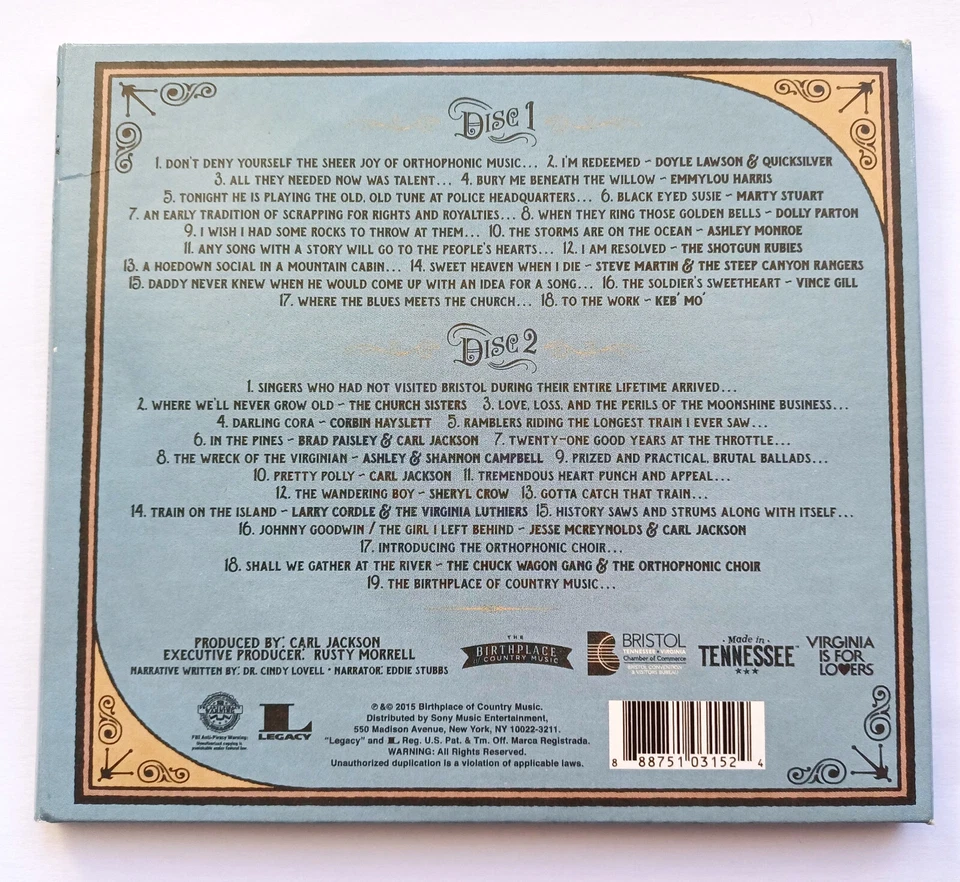 DISC 1
1. DON'T DENY YOURSELF THE SHEER JOY OF ORTHOPHONIC MUSIC... 2. I'M REDEEMED ~ DOYLE LAWSON & QUICKSILVER
3. ALL THEY NEEDED NOW WAS TALENT... 4. BURY ME BENEATH THE WILLOW ~ EMMYLOU HARRIS
5. TONIGHT HE IS PLAYING THE OLD, OLD TUNE AT POLICE HEADQUARTERS... 6. BLACK EYED SUSIE ~ MARTY STUART
7. AN EARLY TRADITION OF SCRAPPING FOR RIGHTS AND ROYALTIES... 8. WHEN THEY RING THOSE GOLDEN BELLS ~ DOLLY PARTON
9. I WISH I HAD SOME ROCKS TO THROW AT THEM... 10. THE STORMS ARE ON THE OCEAN ~ ASHLEY MONROE
11. ANY SONG WITH A STORY WILL GO TO THE PEOPLE'S HEARTS... 12. I AM RESOLVED ~ THE SHOTGUN RUBIES
13. A HOEDOWN SOCIAL IN A MOUNTAIN CABIN... 14. SWEET HEAVEN WHEN I DIE ~ STEVE MARTIN & THE STEEP CANYON RANGERS
15. DADDY NEVER KNEW WHEN HE WOULD COME UP WITH AN IDEA FOR A SONG... 16. THE SOLDIER'S SWEETHEART ~ VINCE GILL
17. WHERE THE BLUES MEETS THE CHURCH... 18. TO THE WORK ~ KEB' MO'
DISC 2
1. SINGERS WHO HAD NOT VISITED BRISTOL DURING THEIR ENTIRE LIFETIME ARRIVED...
2. WHERE WE'LL NEVER GROW OLD ~ THE CHURCH SISTERS 3. LOVE, LOSS, AND THE PERILS OF THE MOONSHINE BUSINESS...
4. DARLING CORA ~ CORBIN HAYSLETT 5. RAMBLERS RIDING THE LONGEST TRAIN I EVER SAW...
6. IN THE PINES ~ BRAD PAISLEY & CARL JACKSON 7. TWENTY-ONE GOOD YEARS AT THE THROTTLE...
8. THE WRECK OF THE VIRGINIAN ~ ASHLEY & SHANNON CAMPBELL 9. PRIZED AND PRACTICAL, BRUTAL BALLADS...
10. PRETTY POLLY ~ CARL JACKSON 11. TREMENDOUS HEART PUNCH AND APPEAL...
12. THE WANDERING BOY ~ SHERYL CROW 13. GOTTA CATCH THAT TRAIN...
14. TRAIN ON THE ISLAND ~ LARRY CORDLE & THE VIRGINIA LUTHIERS 15. HISTORY SAWS AND STRUMS ALONG WITH ITSELF...
16. JOHNNY GOODWIN / THE GIRL I LEFT BEHIND ~ JESSE MCREYNOLDS & CARL JACKSON
17. INTRODUCING THE ORTHOPHONIC CHOIR...
18. SHALL WE GATHER AT THE RIVER ~ THE CHUCK WAGON GANG & THE ORTHOPHONIC CHOIR
19. THE BIRTHPLACE OF COUNTRY MUSIC...
PRODUCED BY: CARL JACKSON
EXECUTIVE PRODUCER: RUSTY MORRELL
NARRATIVE WRITTEN BY: DR. CINDY LOVELL • NARRATOR: EDDIE STUBBS
THE
BIRTHPLACE
OF COUNTRY MUSIC
BRISTOL
TENNESSEE VIRGINIA
Chamber of Commerce
BRISTOL CONVENTION
& VISITORS BUREAU
Made in
TENNESSEE
VIRGINIA
IS FOR
LOVERS
FBI Anti-Piracy Warning:
Unauthorized copying is
punishable under federal law.
L
LEGACY
℗ & © 2015 Birthplace of Country Music.
Distributed by Sony Music Entertainment,
550 Madison Avenue, New York, NY 10022-3211.
"Legacy" and L Reg. U.S. Pat. & Tm. Off. Marca Registrada.
WARNING: All Rights Reserved.
Unauthorized duplication is a violation of applicable laws.
8 88751 03152 4